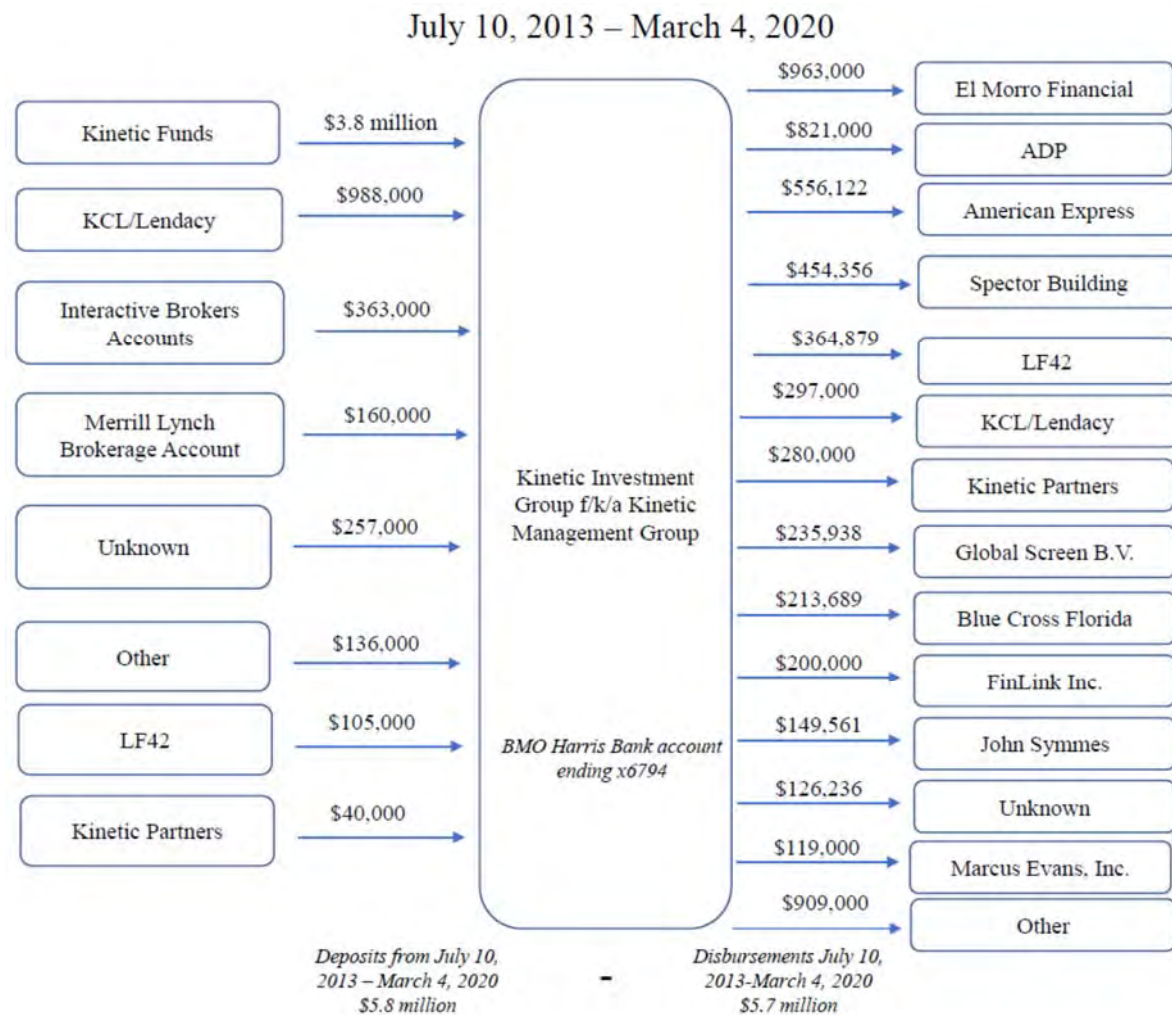 July 10, 2013 – March 4, 2020
Kinetic Funds
$3.8 million
KCL/Lendacy
$988,000
Interactive Brokers
Accounts
$363,000
Merrill Lynch
Brokerage Account
$160,000
Unknown
$257,000
Other
$136,000
LF42
$105,000
Kinetic Partners
$40,000
Kinetic Investment
Group f/k/a Kinetic
Management Group
BMO Harris Bank account
ending x6794
$963,000
El Morro Financial
$821,000
ADP
$556,122
American Express
$454,356
Spector Building
$364,879
LF42
$297,000
KCL/Lendacy
$280,000
Kinetic Partners
$235,938
Global Screen B.V.
$213,689
Blue Cross Florida
$200,000
FinLink Inc.
$149,561
John Symmes
$126,236
Unknown
$119,000
Marcus Evans, Inc.
$909,000
Other
Deposits from July 10,
2013 – March 4, 2020
$5.8 million
-
Disbursements July 10,
2013-March 4, 2020
$5.7 million